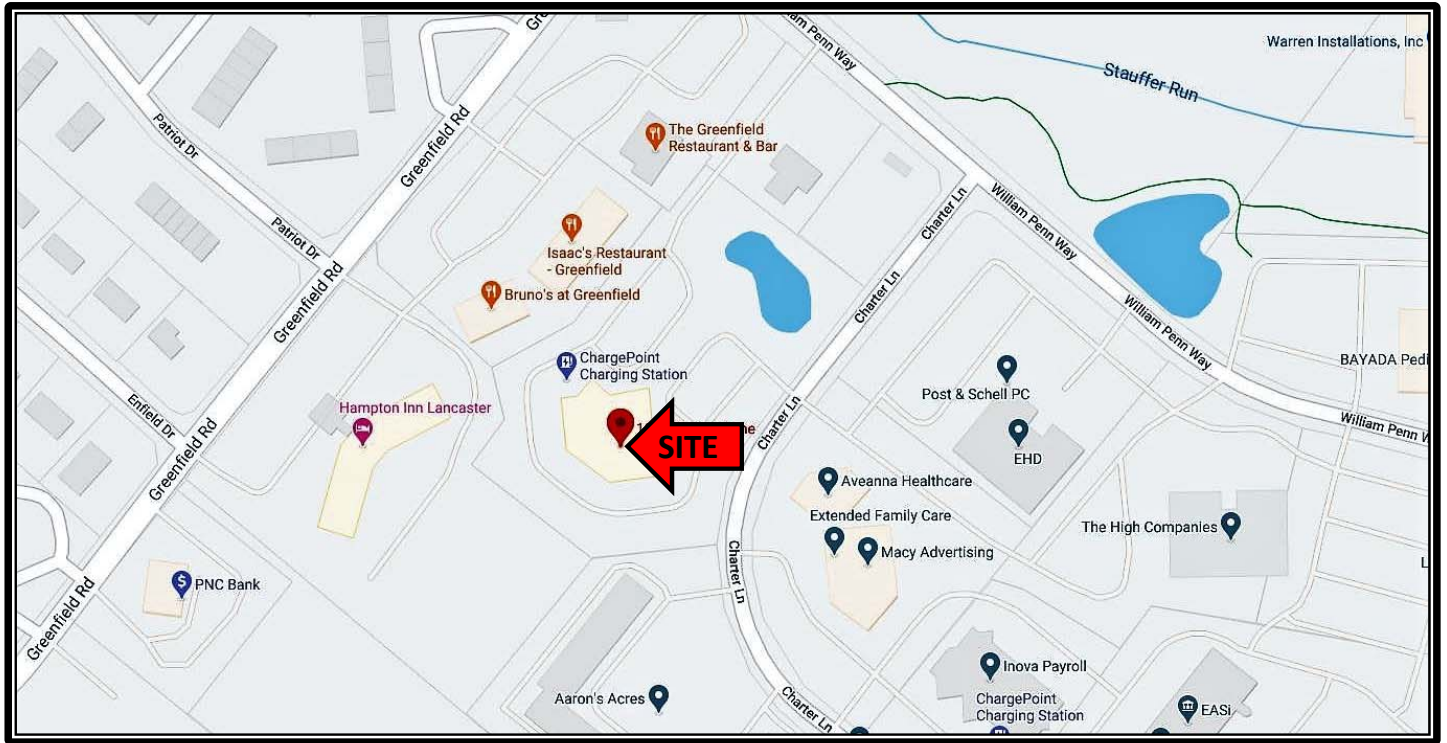 am Penn Way
Warren Installations, Inc
Stauffer Run
Gr
Patriot Dr
Greenfield Rd
The Greenfield
Restaurant & Bar
Charter Ln
William Penn Way
Patriot Dr
Isaac's Restaurant
- Greenfield
Greenfield Rd
Bruno's at Greenfield
Charter Ln
William Penn Way
ChargePoint
Charging Station
BAYADA Pedi
Post & Schell PC
Hampton Inn Lancaster
Enfield Dr
Greenfield Rd
SITE
ne
Charter Ln
William Penn W
EHD
Aveanna Healthcare
Extended Family Care
The High Companies
Macy Advertising
L
PNC Bank
Charter Ln
Greenfield Rd
Inova Payroll
Aaron's Acres
ChargePoint
Charging Station
EASi
Charter Ln